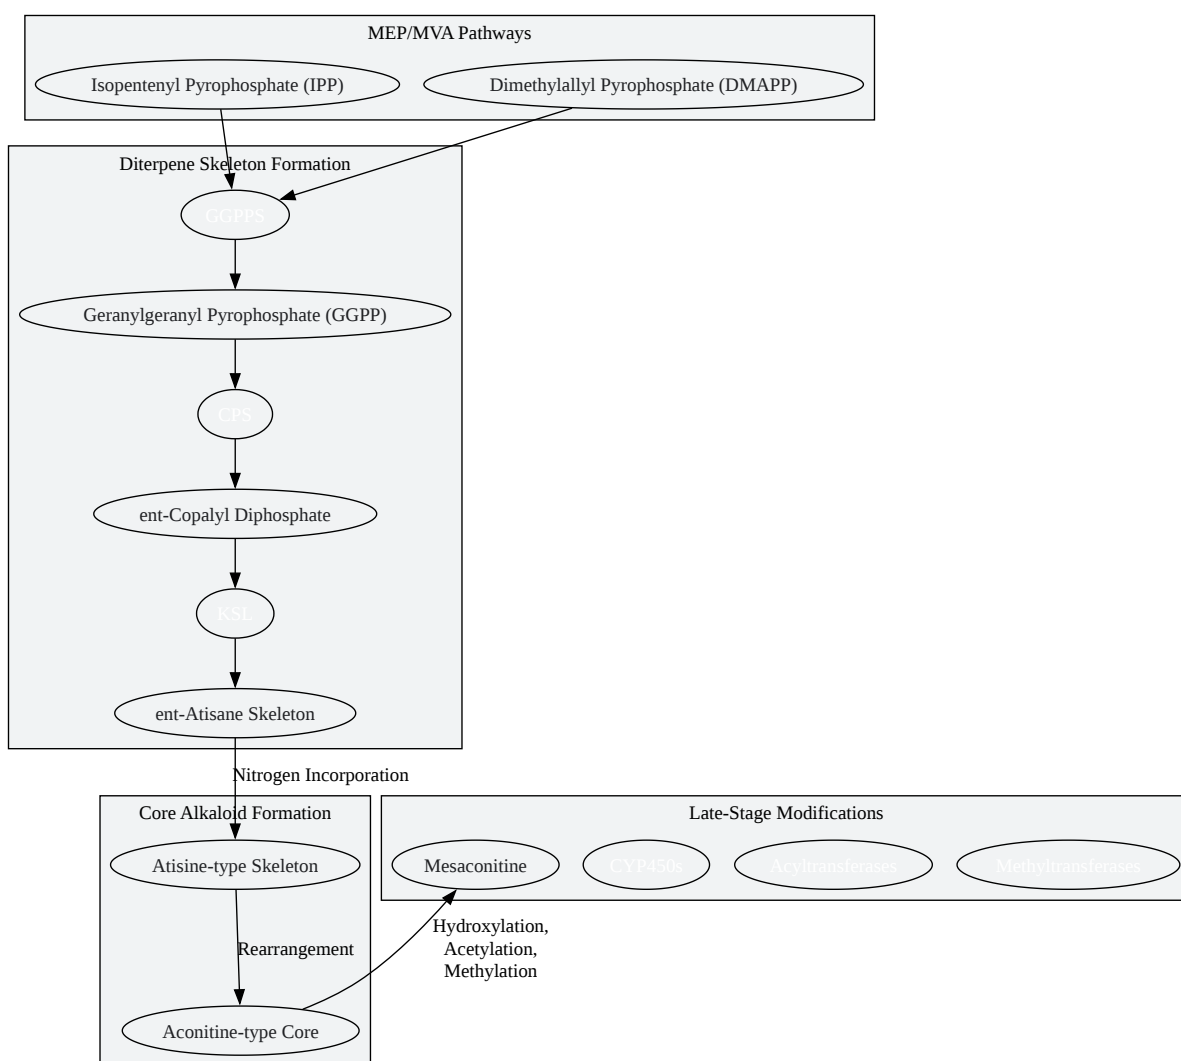 MEP/MVA Pathways
Isopentenyl Pyrophosphate (IPP)
Dimethylallyl Pyrophosphate (DMAPP)
Diterpene Skeleton Formation
GGPPS
Geranylgeranyl Pyrophosphate (GGPP)
CPS
ent-Copalyl Diphosphate
KSL
ent-Atisane Skeleton
Nitrogen Incorporation
Core Alkaloid Formation
Late-Stage Modifications
Atisine-type Skeleton
Mesaconitine
CYP450s
Acyltransferases
Methyltransferases
Rearrangement
Hydroxylation,
Acetylation,
Methylation
Aconitine-type Core